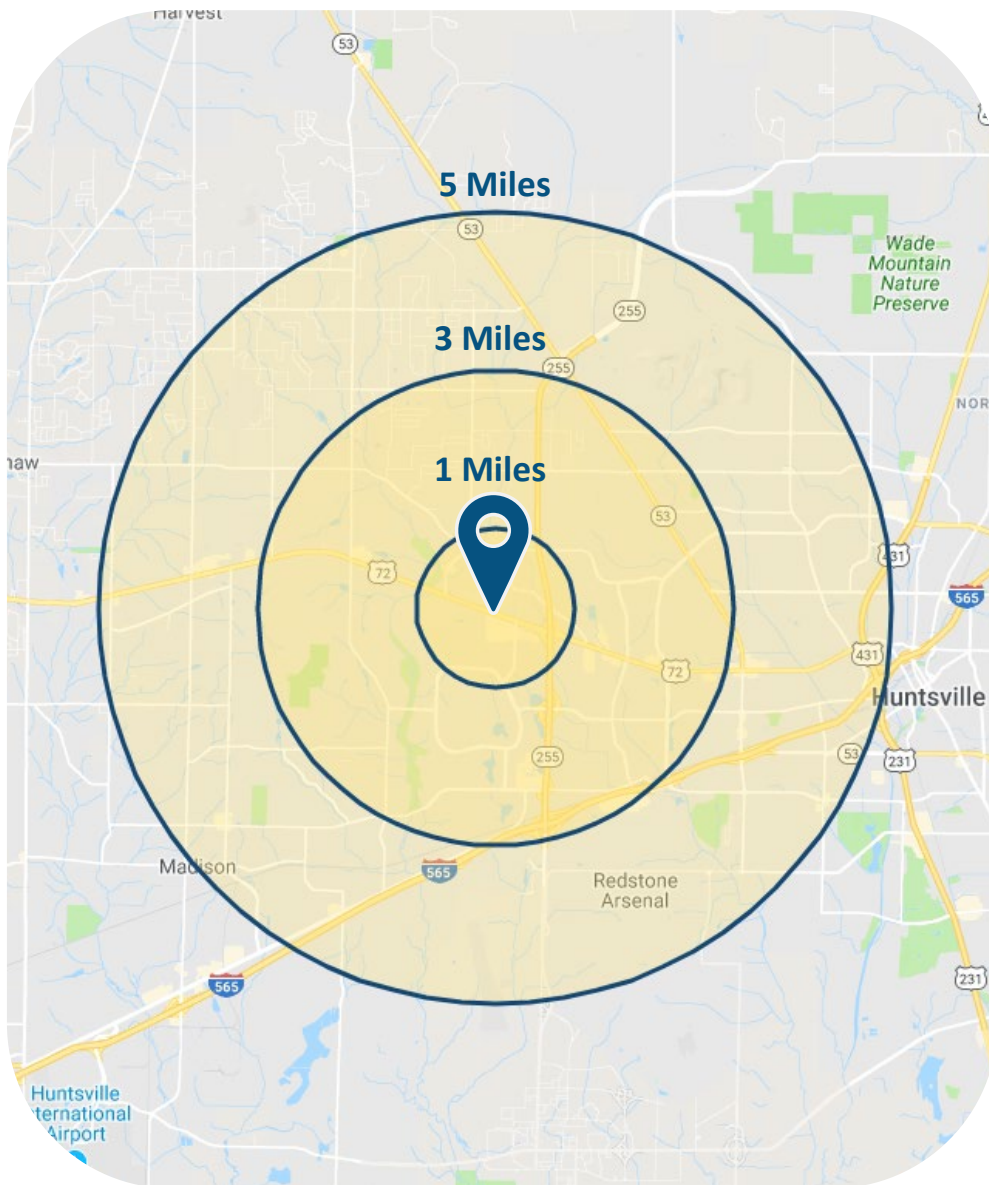 Harvest
53
5 Miles
53
Wade
Mountain
Nature
Preserve
255
3 Miles
255
NOR
haw
1 Miles
53
431
72
565
431
72
Huntsville
255
53
231
Madison
565
Redstone
Arsenal
231
565
Huntsville
ternational
Airport